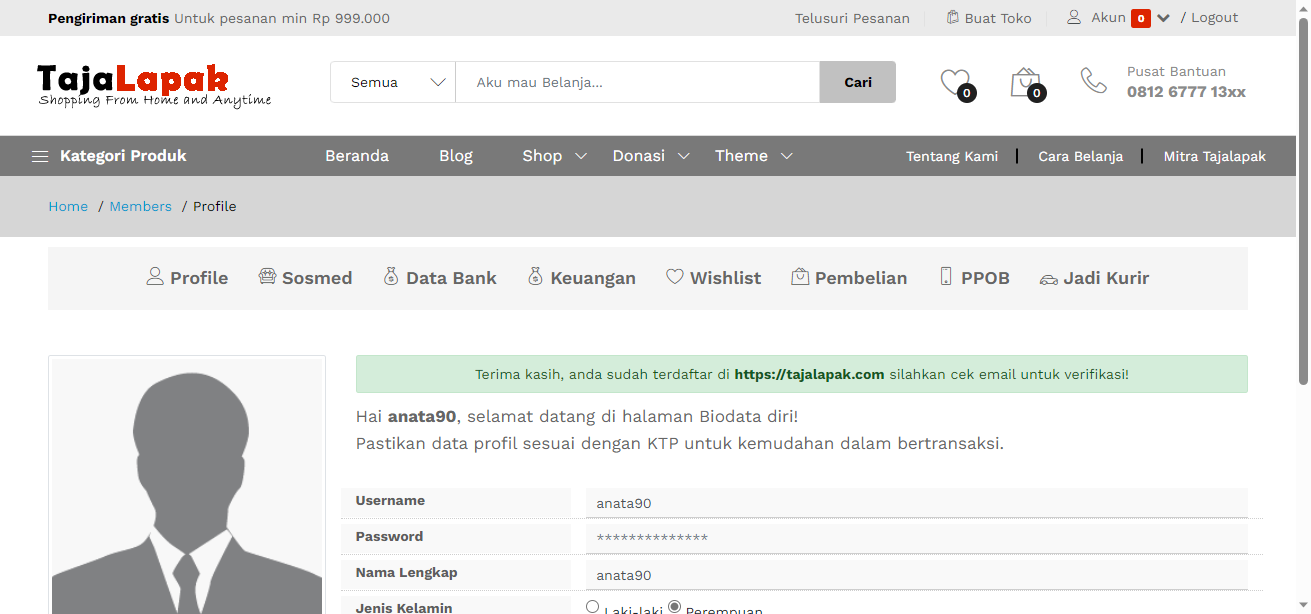 Pengiriman gratis Untuk pesanan min Rp 999.000
Telusuri Pesanan Buat Toko Akun 0 / Logout
TajaLapak
Shopping From Home and Anytime
Semua Aku mau Belanja... Cari
0 0
Pusat Bantuan
0812 6777 13xx
Kategori Produk Beranda Blog Shop Donasi Theme Tentang Kami Cara Belanja Mitra Tajalapak
Home / Members / Profile
Profile Sosmed Data Bank Keuangan Wishlist Pembelian PPOB Jadi Kurir
Terima kasih, anda sudah terdaftar di https://tajalapak.com silahkan cek email untuk verifikasi!
Hai anata90, selamat datang di halaman Biodata diri!
Pastikan data profil sesuai dengan KTP untuk kemudahan dalam bertransaksi.
Username anata90
Password **************
Nama Lengkap anata90
Jenis Kelamin Laki-laki Perempuan